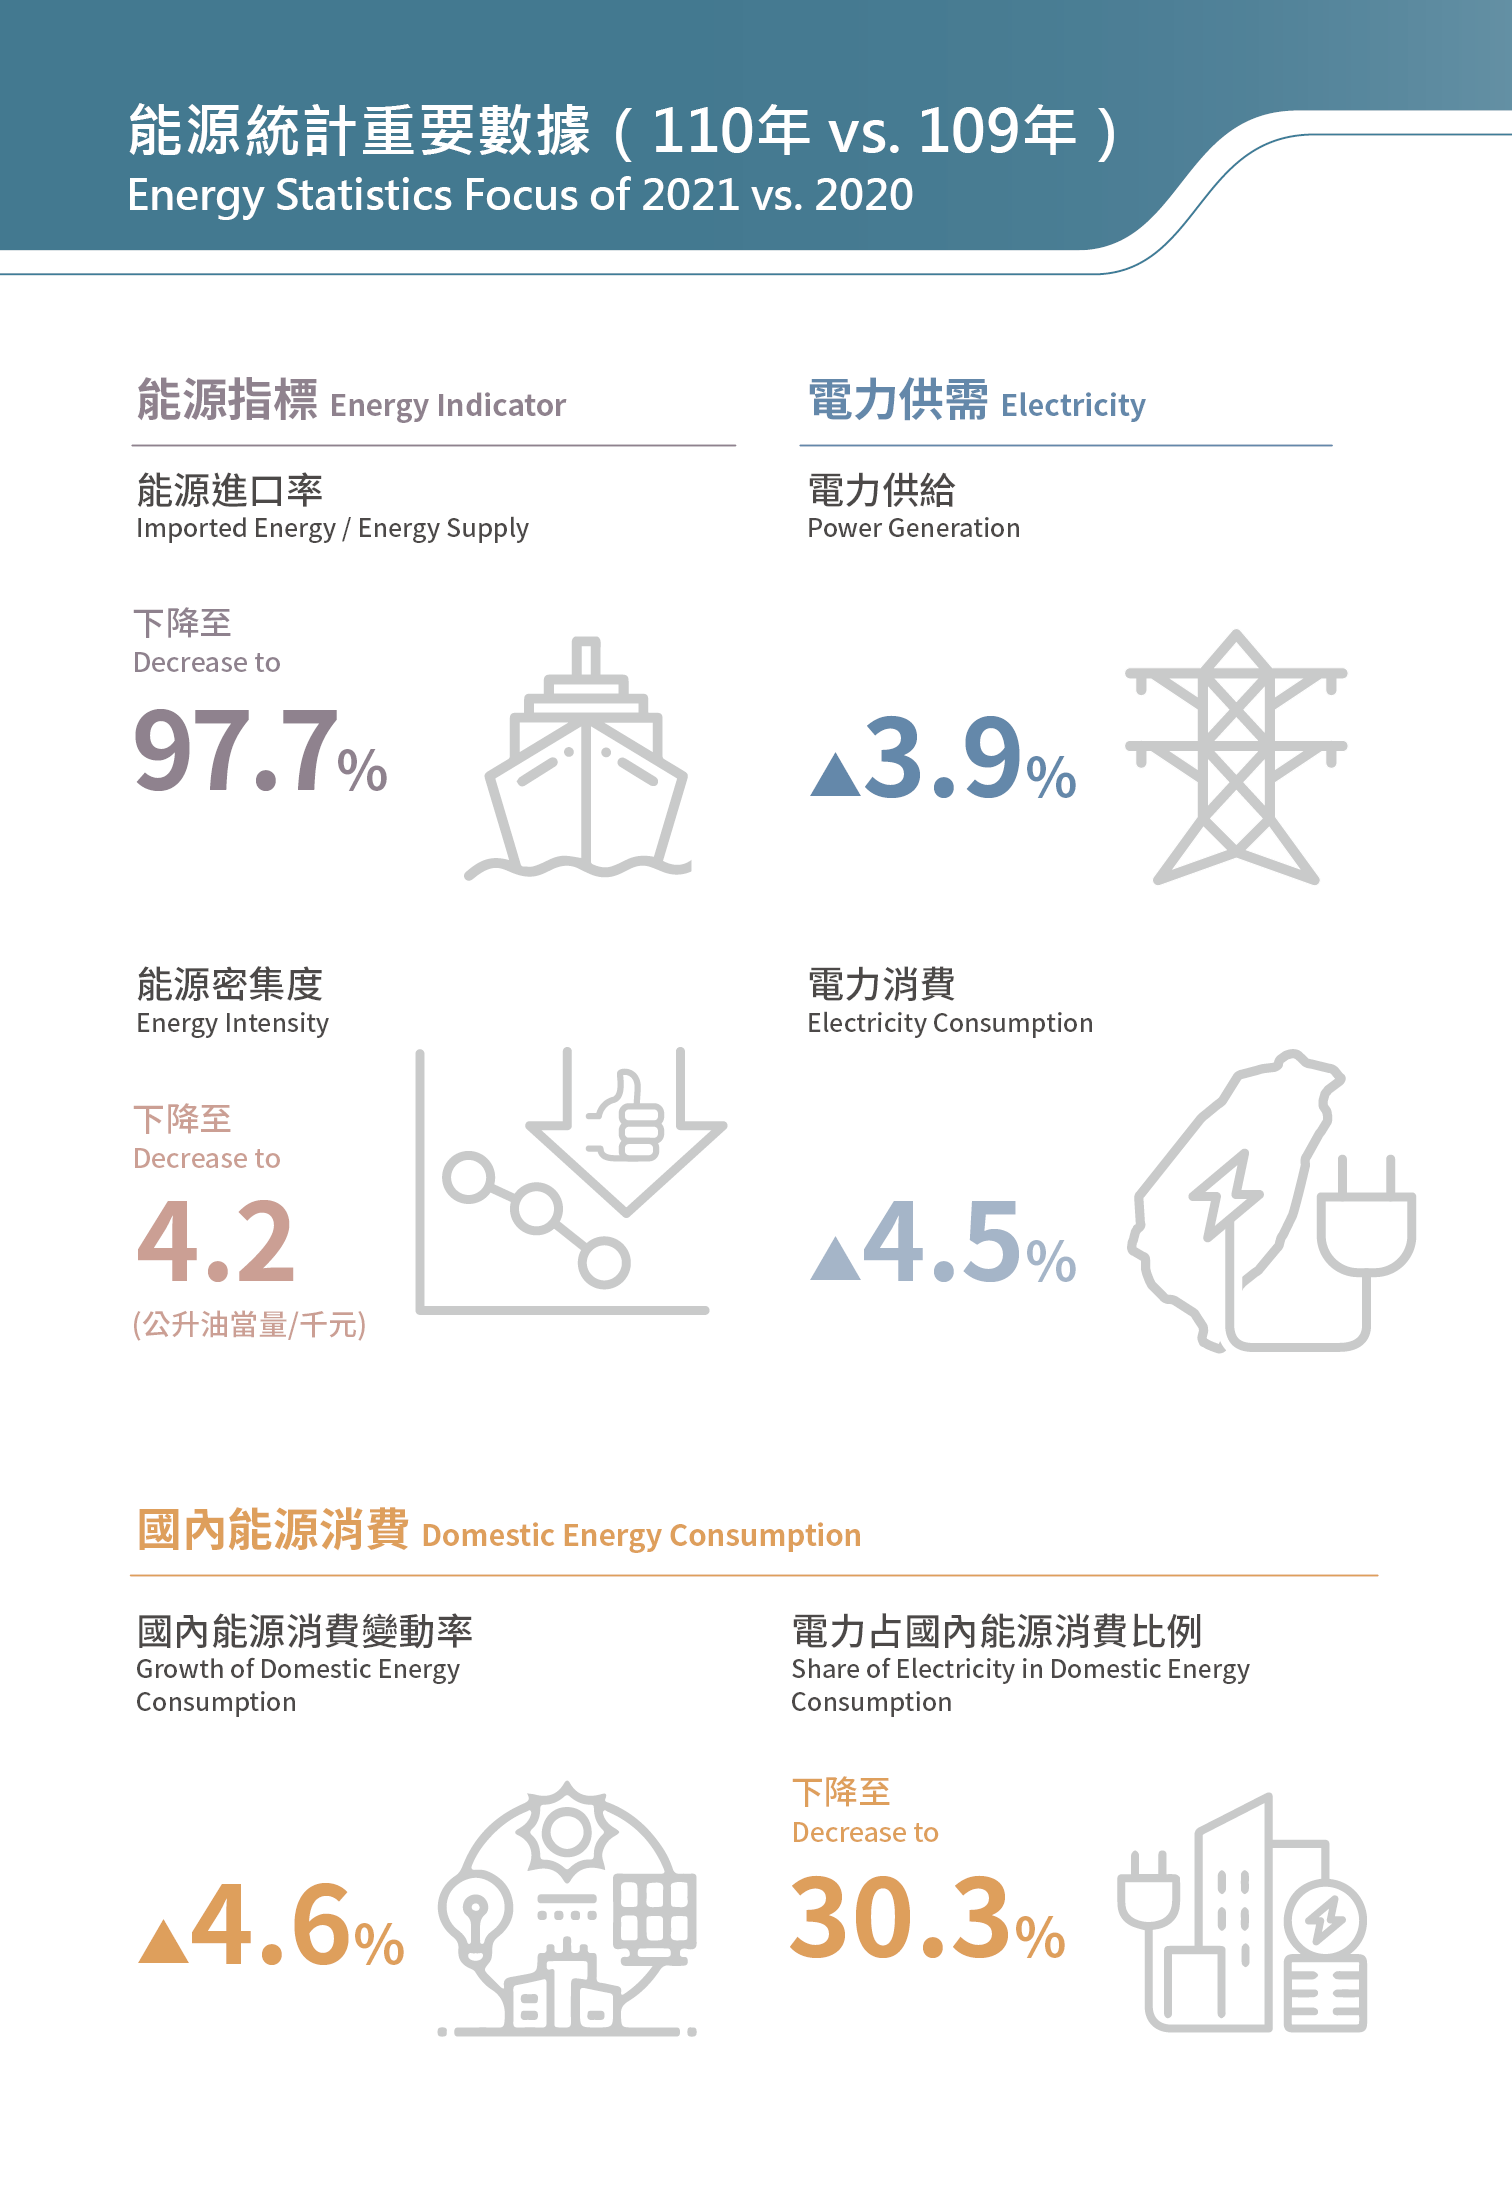 能源統計重要數據（110年 vs. 109年）
Energy Statistics Focus of 2021 vs. 2020
能源指標 Energy Indicator
能源進口率
Imported Energy / Energy Supply
下降至
Decrease to
97.7%
能源密集度
Energy Intensity
下降至
Decrease to
4.2
(公升油當量/千元)
電力供需 Electricity
電力供給
Power Generation
▲3.9%
電力消費
Electricity Consumption
▲4.5%
國內能源消費 Domestic Energy Consumption
國內能源消費變動率
Growth of Domestic Energy
Consumption
▲4.6%
電力占國內能源消費比例
Share of Electricity in Domestic Energy
Consumption
下降至
Decrease to
30.3%